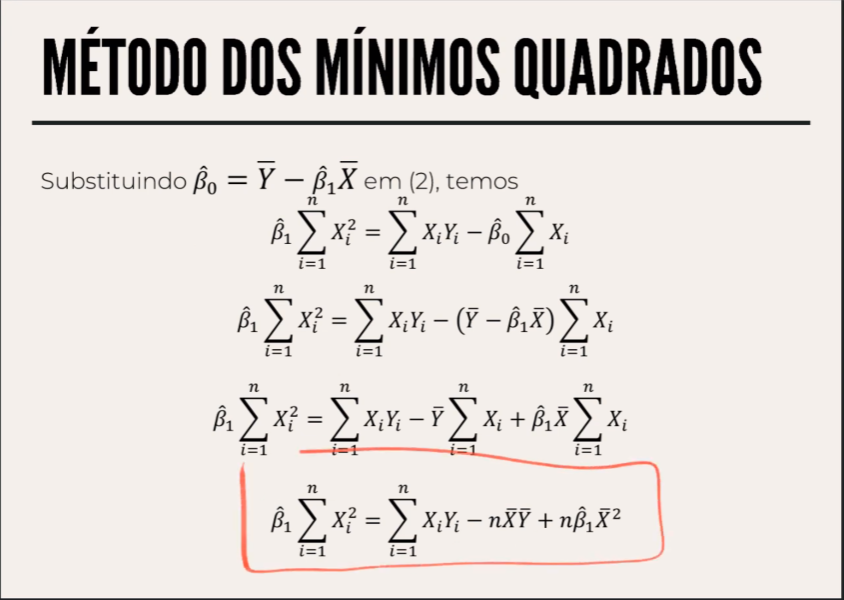 MÉTODO DOS MÍNIMOS QUADRADOS
Substituindo β̂₀ = Y̅ − β̂₁X̅ em (2), temos
β̂₁ ∑ᵢ₌₁ⁿ Xᵢ² = ∑ᵢ₌₁ⁿ XᵢYᵢ − β̂₀ ∑ᵢ₌₁ⁿ Xᵢ
β̂₁ ∑ᵢ₌₁ⁿ Xᵢ² = ∑ᵢ₌₁ⁿ XᵢYᵢ − (Y̅ − β̂₁X̅) ∑ᵢ₌₁ⁿ Xᵢ
β̂₁ ∑ᵢ₌₁ⁿ Xᵢ² = ∑ᵢ₌₁ⁿ XᵢYᵢ − Y̅ ∑ᵢ₌₁ⁿ Xᵢ + β̂₁X̅ ∑ᵢ₌₁ⁿ Xᵢ
β̂₁ ∑ᵢ₌₁ⁿ Xᵢ² = ∑ᵢ₌₁ⁿ XᵢYᵢ − nX̅Y̅ + nβ̂₁X̅²